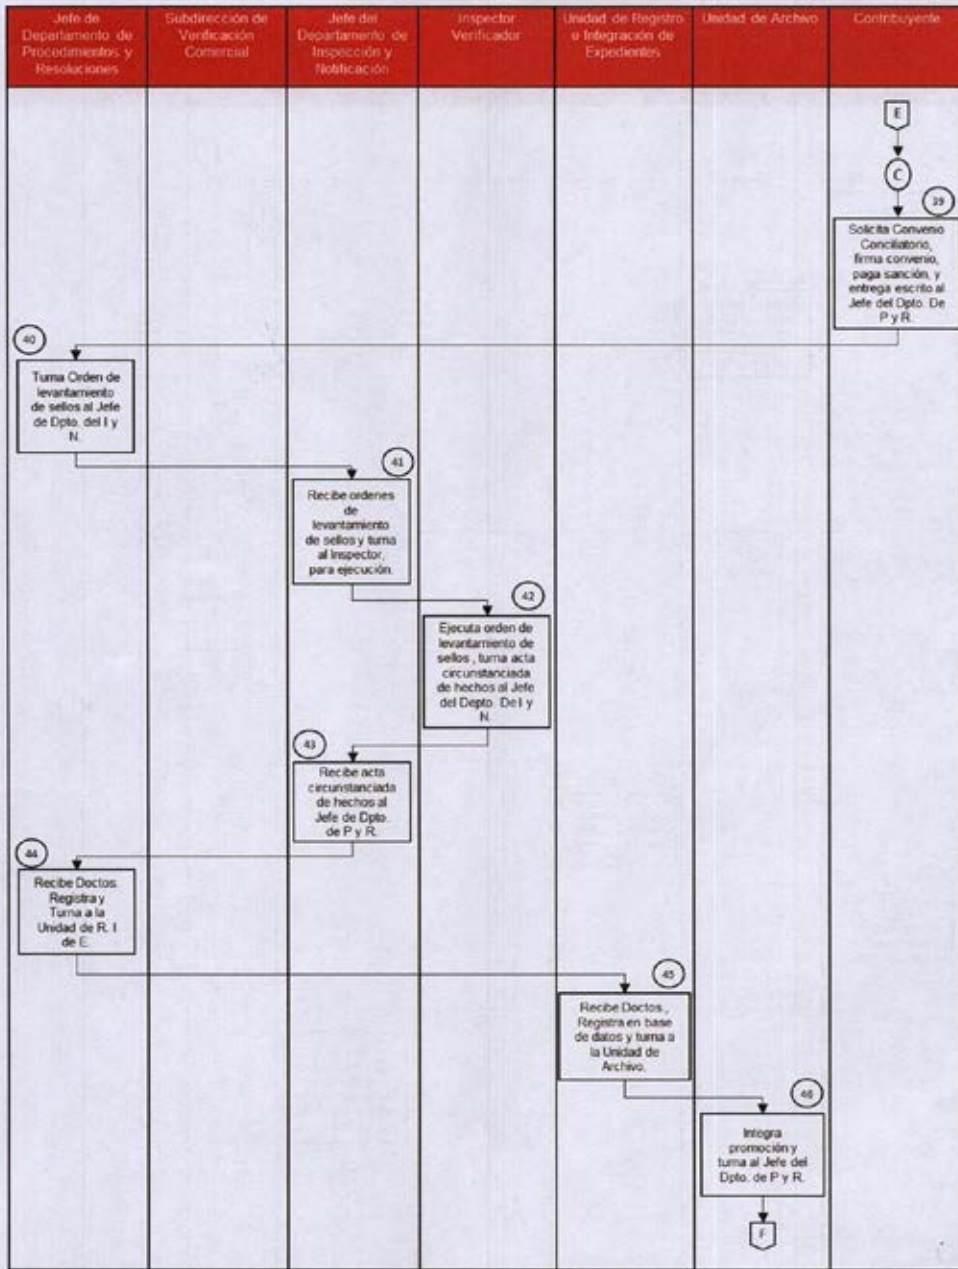 Jefe de
Departamento de
Procedimientos y
Resoluciones
Subdirección de
Verificación
Comercial
Jefe del
Departamento de
Inspección y
Notificación
Inspector
Verificador
Unidad de Registro
e Integración de
Expedientes
Unidad de Archivo
Contribuyente
E
C
39
Solicita Convenio
Conciliatorio,
firma convenio,
paga sanción, y
entrega escrito al
Jefe del Dpto. De
P y R.
40
Turna Orden de
levantamiento
de sellos al Jefe
de Dpto. del I y
N.
41
Recibe ordenes
de
levantamiento
de sellos y turna
al Inspector,
para ejecución.
42
Ejecuta orden de
levantamiento de
sellos , turna acta
circunstanciada
de hechos al Jefe
del Depto. De I y
N.
43
Recibe acta
circunstanciada
de hechos al
Jefe de Dpto.
de P y R.
44
Recibe Doctos.
Registra y
Turna a la
Unidad de R. I
de E.
45
Recibe Doctos.,
Registra en base
de datos y turna a
la Unidad de
Archivo.
46
Integra
promoción y
turna al Jefe del
Dpto. de P y R.
F